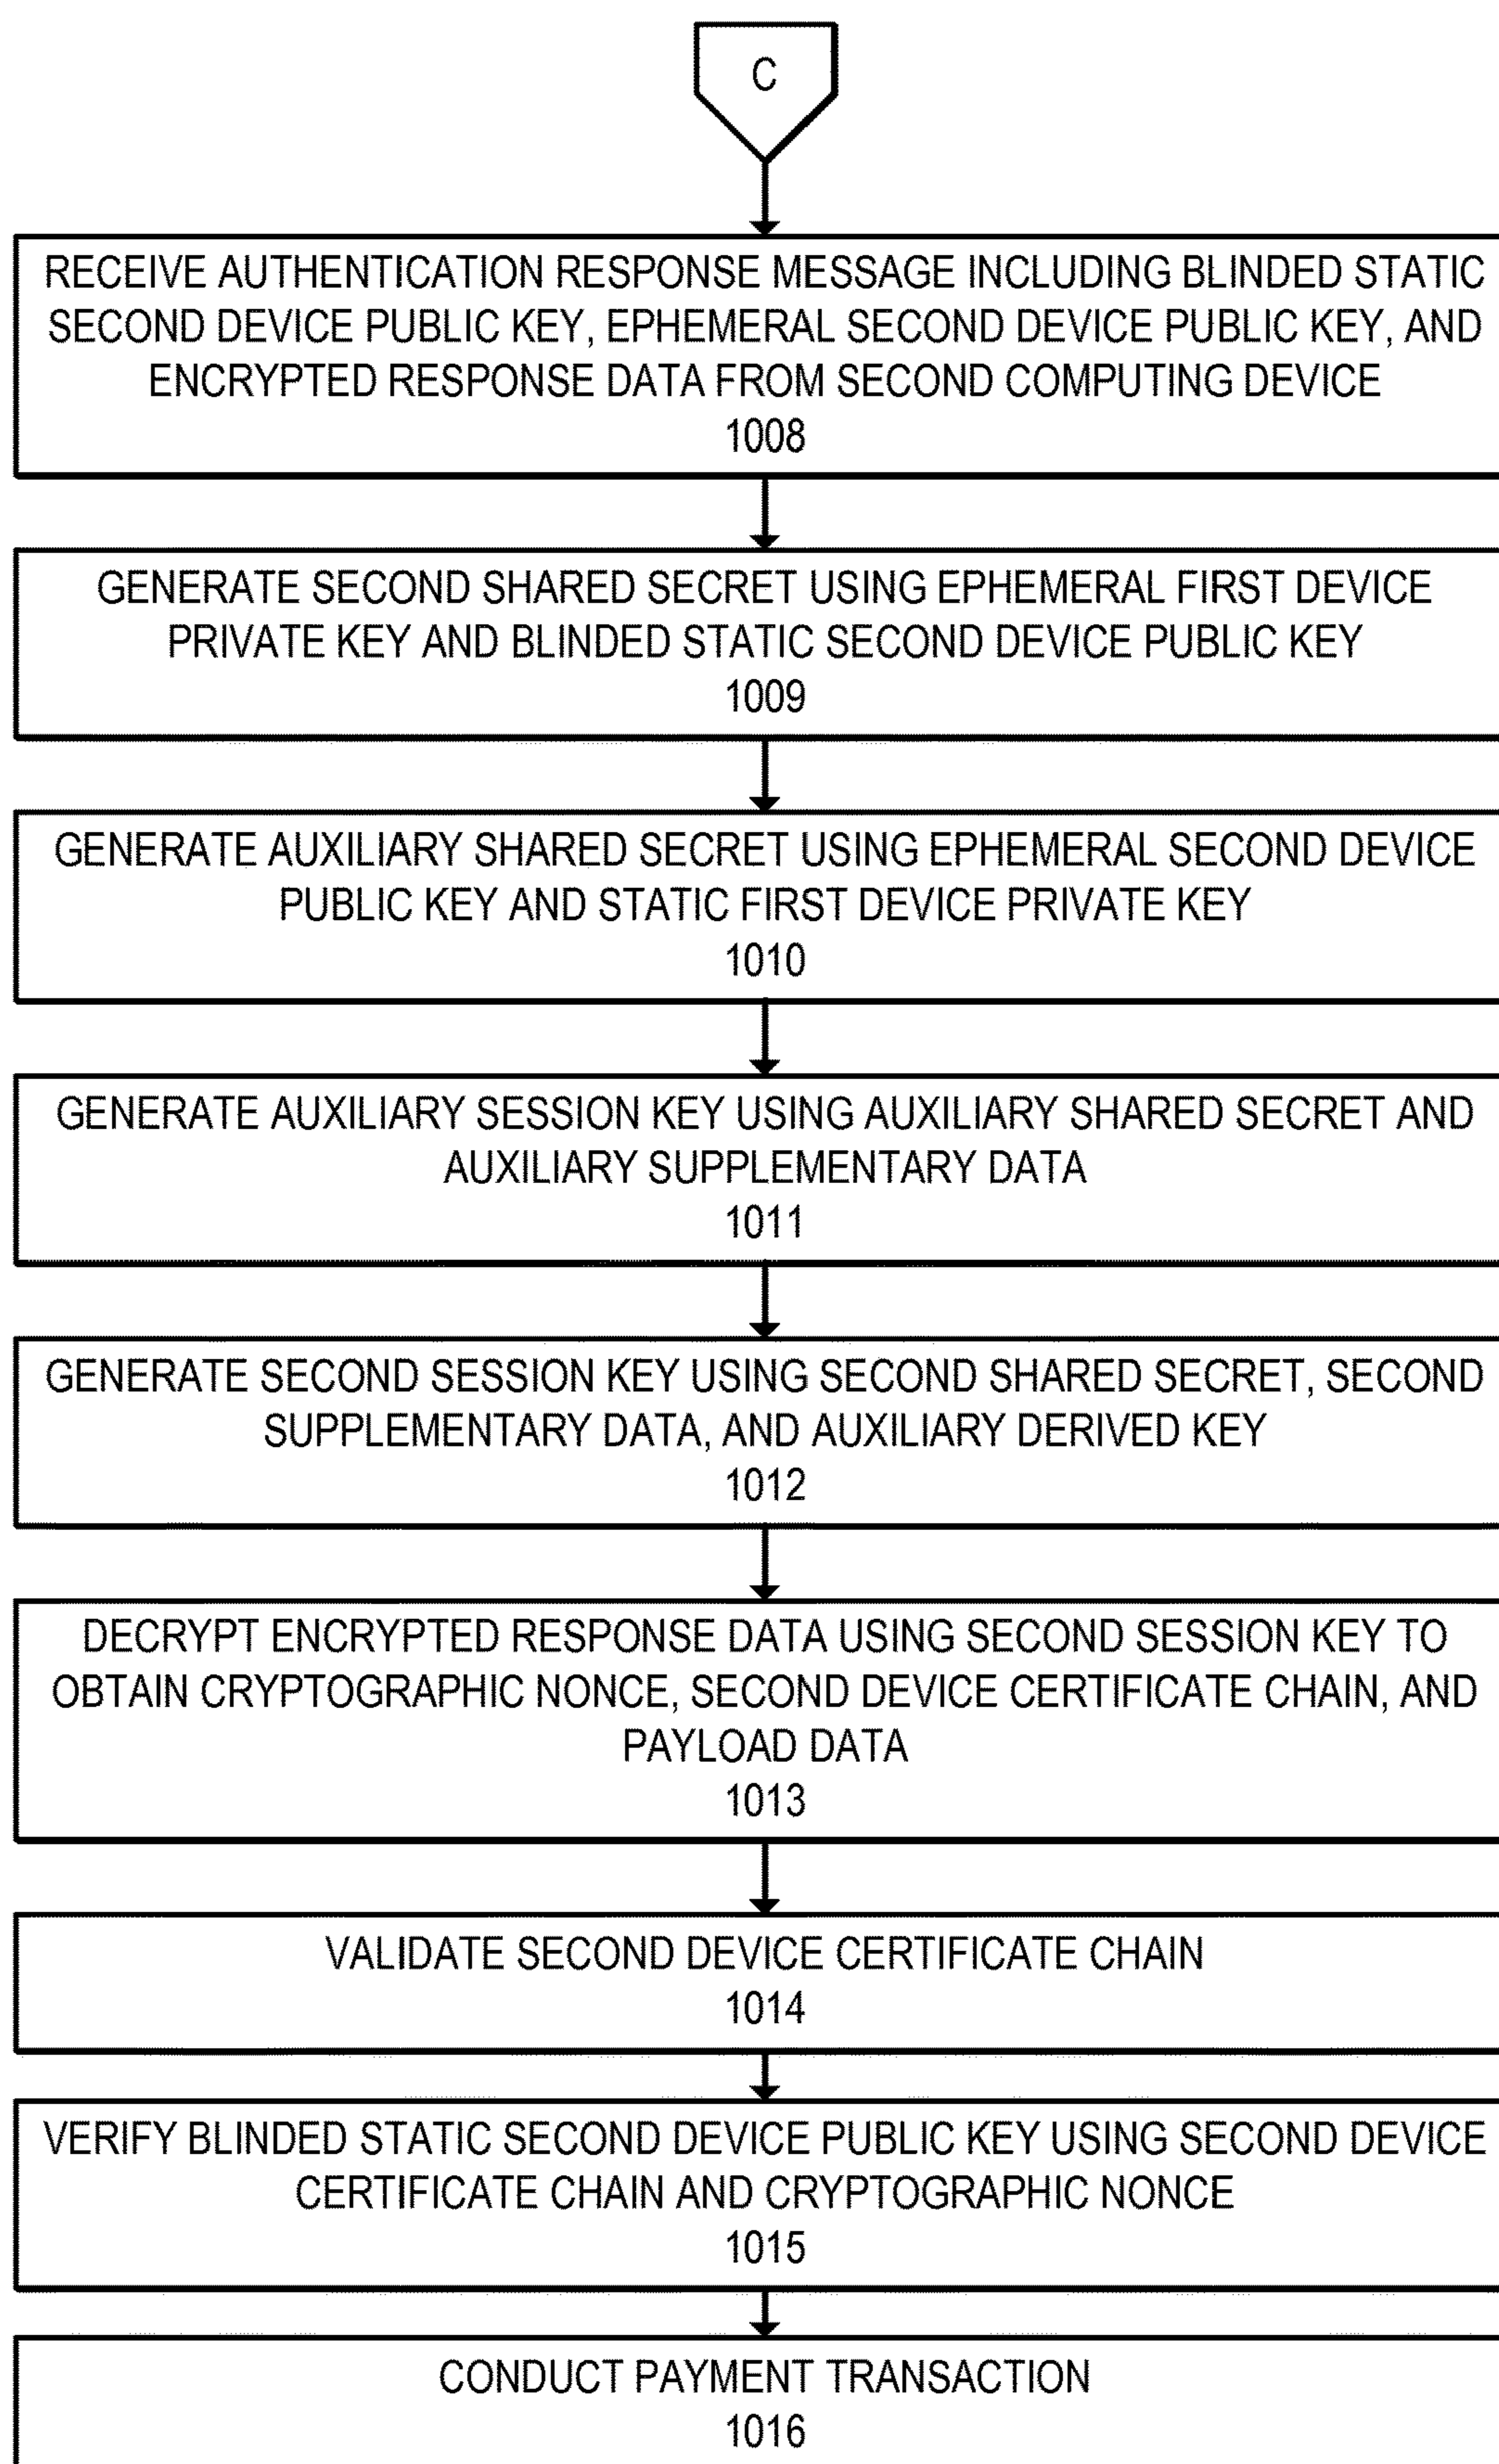 C
RECEIVE AUTHENTICATION RESPONSE MESSAGE INCLUDING BLINDED STATIC
SECOND DEVICE PUBLIC KEY, EPHEMERAL SECOND DEVICE PUBLIC KEY, AND
ENCRYPTED RESPONSE DATA FROM SECOND COMPUTING DEVICE
1008
GENERATE SECOND SHARED SECRET USING EPHEMERAL FIRST DEVICE
PRIVATE KEY AND BLINDED STATIC SECOND DEVICE PUBLIC KEY
1009
GENERATE AUXILIARY SHARED SECRET USING EPHEMERAL SECOND DEVICE
PUBLIC KEY AND STATIC FIRST DEVICE PRIVATE KEY
1010
GENERATE AUXILIARY SESSION KEY USING AUXILIARY SHARED SECRET AND
AUXILIARY SUPPLEMENTARY DATA
1011
GENERATE SECOND SESSION KEY USING SECOND SHARED SECRET, SECOND
SUPPLEMENTARY DATA, AND AUXILIARY DERIVED KEY
1012
DECRYPT ENCRYPTED RESPONSE DATA USING SECOND SESSION KEY TO
OBTAIN CRYPTOGRAPHIC NONCE, SECOND DEVICE CERTIFICATE CHAIN, AND
PAYLOAD DATA
1013
VALIDATE SECOND DEVICE CERTIFICATE CHAIN
1014
VERIFY BLINDED STATIC SECOND DEVICE PUBLIC KEY USING SECOND DEVICE
CERTIFICATE CHAIN AND CRYPTOGRAPHIC NONCE
1015
CONDUCT PAYMENT TRANSACTION
1016